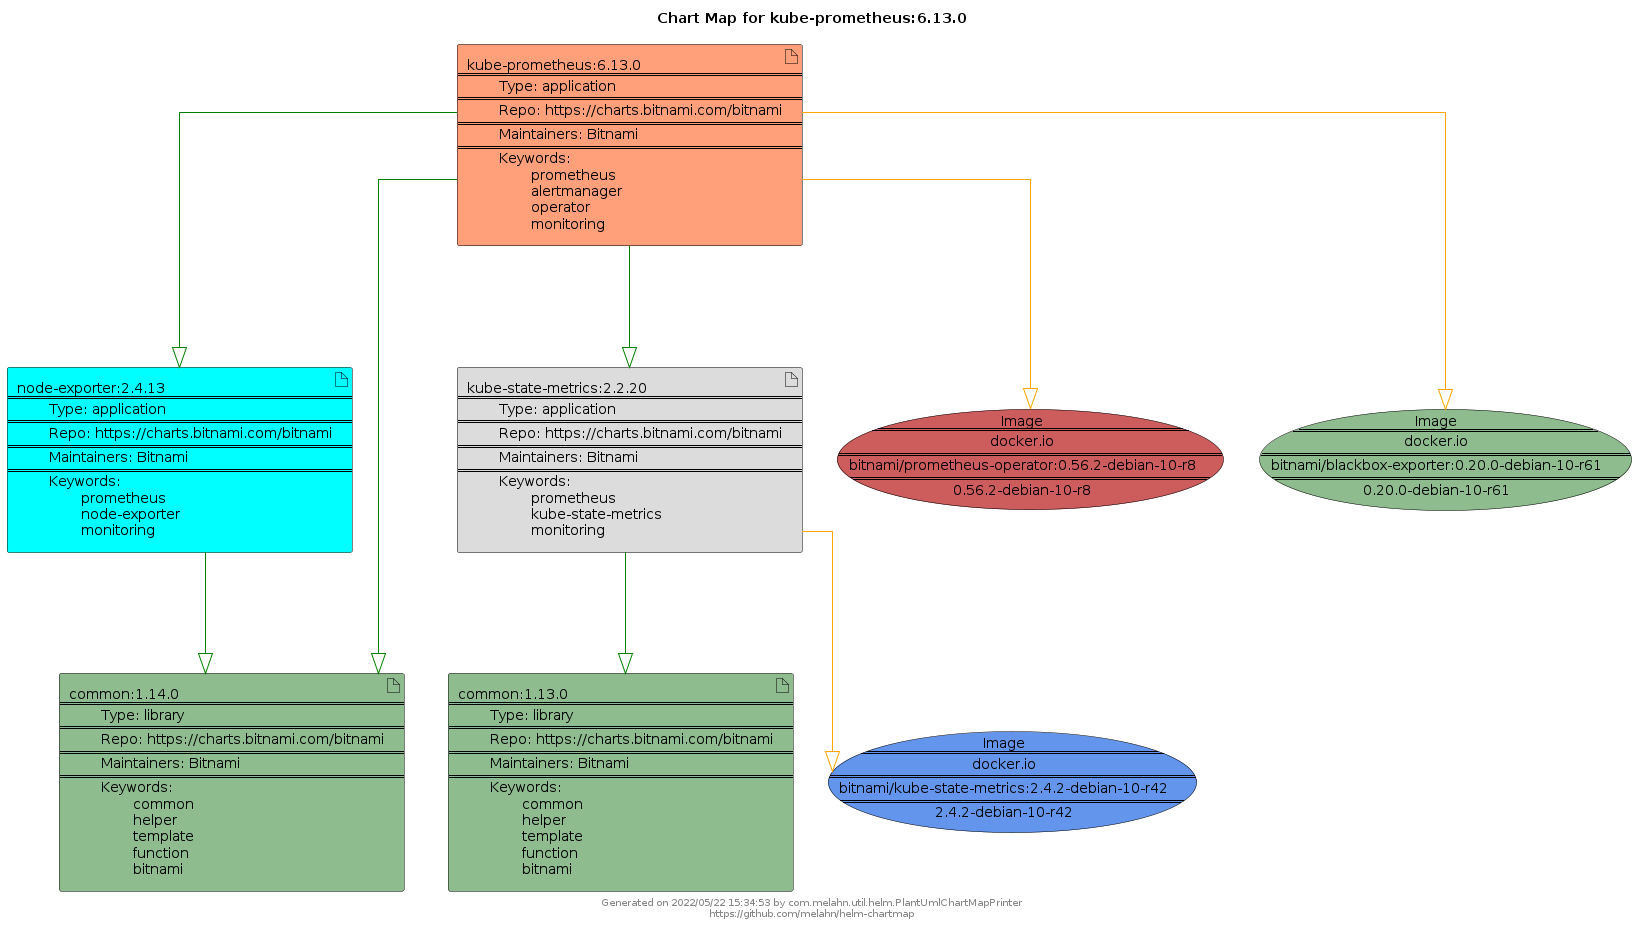 Chart Map for kube-prometheus:6.13.0
kube-prometheus:6.13.0
Type: application
Repo: https://charts.bitnami.com/bitnami
Maintainers: Bitnami
Keywords:
prometheus
alertmanager
operator
monitoring
node-exporter:2.4.13
Type: application
Repo: https://charts.bitnami.com/bitnami
Maintainers: Bitnami
Keywords:
prometheus
node-exporter
monitoring
kube-state-metrics:2.2.20
Type: application
Repo: https://charts.bitnami.com/bitnami
Maintainers: Bitnami
Keywords:
prometheus
kube-state-metrics
monitoring
Image
docker.io
bitnami/prometheus-operator:0.56.2-debian-10-r8
0.56.2-debian-10-r8
Image
docker.io
bitnami/blackbox-exporter:0.20.0-debian-10-r61
0.20.0-debian-10-r61
common:1.14.0
Type: library
Repo: https://charts.bitnami.com/bitnami
Maintainers: Bitnami
Keywords:
common
helper
template
function
bitnami
common:1.13.0
Type: library
Repo: https://charts.bitnami.com/bitnami
Maintainers: Bitnami
Keywords:
common
helper
template
function
bitnami
Image
docker.io
bitnami/kube-state-metrics:2.4.2-debian-10-r42
2.4.2-debian-10-r42
Generated on 2022/05/22 15:34:53 by com.melahn.util.helm.PlantUmlChartMapPrinter
https://github.com/melahn/helm-chartmap